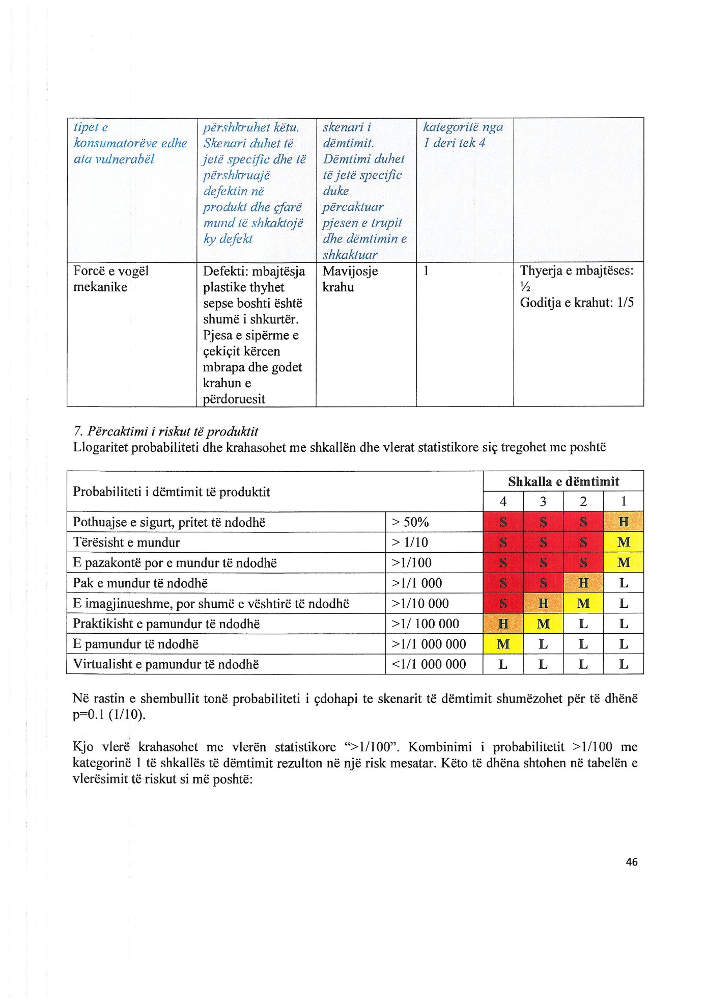 tipet e
konsumatorëve edhe
ata vulnerabël
përshkruhet këtu.
Skenari duhet të
jetë specific dhe të
përshkruajë
defektin në
produkt dhe çfarë
mund të shkaktojë
ky defekt
skenari i
dëmtimit.
Dëmtimi duhet
të jetë specific
duke
përcaktuar
pjesen e trupit
dhe dëmtimin e
shkaktuar
kategoritë nga
1 deri tek 4
Forcë e vogël
mekanike
Defekti: mbajtësja
plastike thyhet
sepse boshti është
shumë i shkurtër.
Pjesa e sipërme e
çekiçit kërcen
mbrapa dhe godet
krahun e
përdoruesit
Mavijosje
krahu
1
Thyerja e mbajtëses:
½
Goditja e krahut: 1/5
7. Përcaktimi i riskut të produktit
Llogaritet probabiliteti dhe krahasohet me shkallën dhe vlerat statistikore siç tregohet me poshtë
Probabiliteti i dëmtimit të produktit
Shkalla e dëmtimit
4 3 2 1
Pothuajse e sigurt, pritet të ndodhë > 50% S S S H
Tërësisht e mundur > 1/10 S S S M
E pazakontë por e mundur të ndodhë >1/100 S S S M
Pak e mundur të ndodhë >1/1 000 S S H L
E imagjinueshme, por shumë e vështirë të ndodhë >1/10 000 S H M L
Praktikisht e pamundur të ndodhë >1/ 100 000 H M L L
E pamundur të ndodhë >1/1 000 000 M L L L
Virtualisht e pamundur të ndodhë <1/1 000 000 L L L L
Në rastin e shembullit tonë probabiliteti i çdohapi te skenarit të dëmtimit shumëzohet për të dhënë
p=0.1 (1/10).
Kjo vlerë krahasohet me vlerën statistikore “>1/100”. Kombinimi i probabilitetit >1/100 me
kategorinë 1 të shkallës të dëmtimit rezulton në një risk mesatar. Këto të dhëna shtohen në tabelën e
vlerësimit të riskut si më poshtë:
46